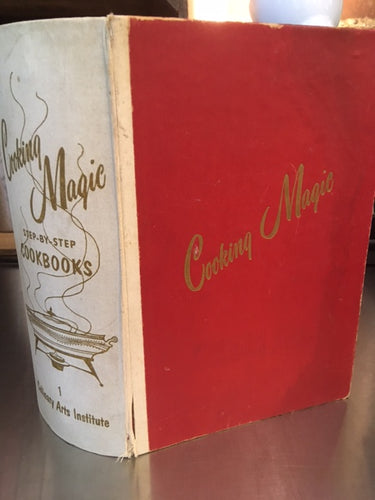 Cooking
Magic
STEP-BY-STEP
COOKBOOKS
1
Culinary Arts Institute
Cooking Magic